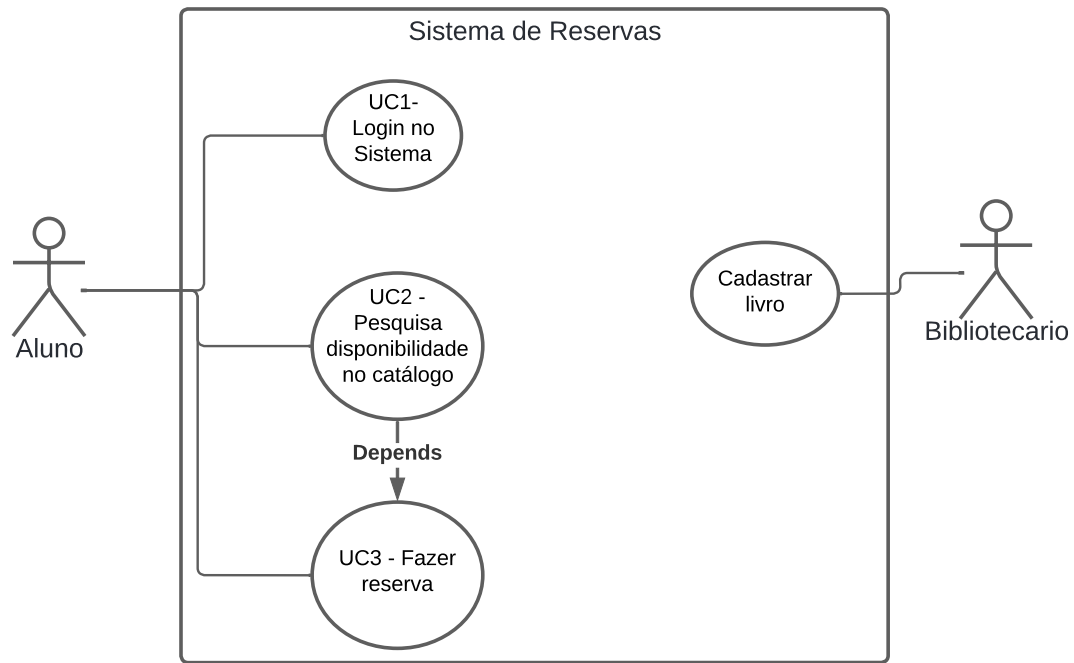 Sistema de Reservas
UC1-
Login no
Sistema
Aluno
UC2 -
Pesquisa
disponibilidade
no catálogo
Depends
UC3 - Fazer
reserva
Cadastrar
livro
Bibliotecario